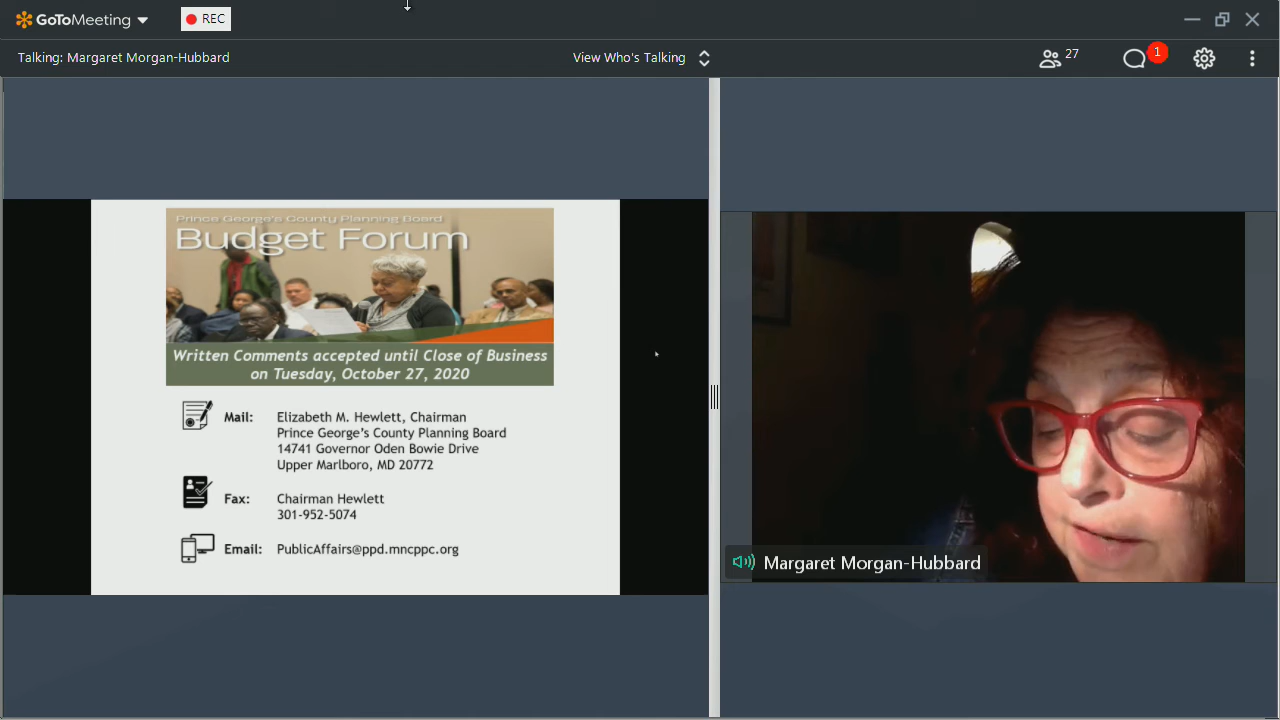 GoToMeeting
REC
Talking: Margaret Morgan-Hubbard
View Who's Talking
27
1
Prince George's County Planning Board
Budget Forum
Written Comments accepted until Close of Business
on Tuesday, October 27, 2020
Mail: Elizabeth M. Hewlett, Chairman
Prince George's County Planning Board
14741 Governor Oden Bowie Drive
Upper Marlboro, MD 20772
Fax: Chairman Hewlett
301-952-5074
Email: PublicAffairs@ppd.mncppc.org
Margaret Morgan-Hubbard